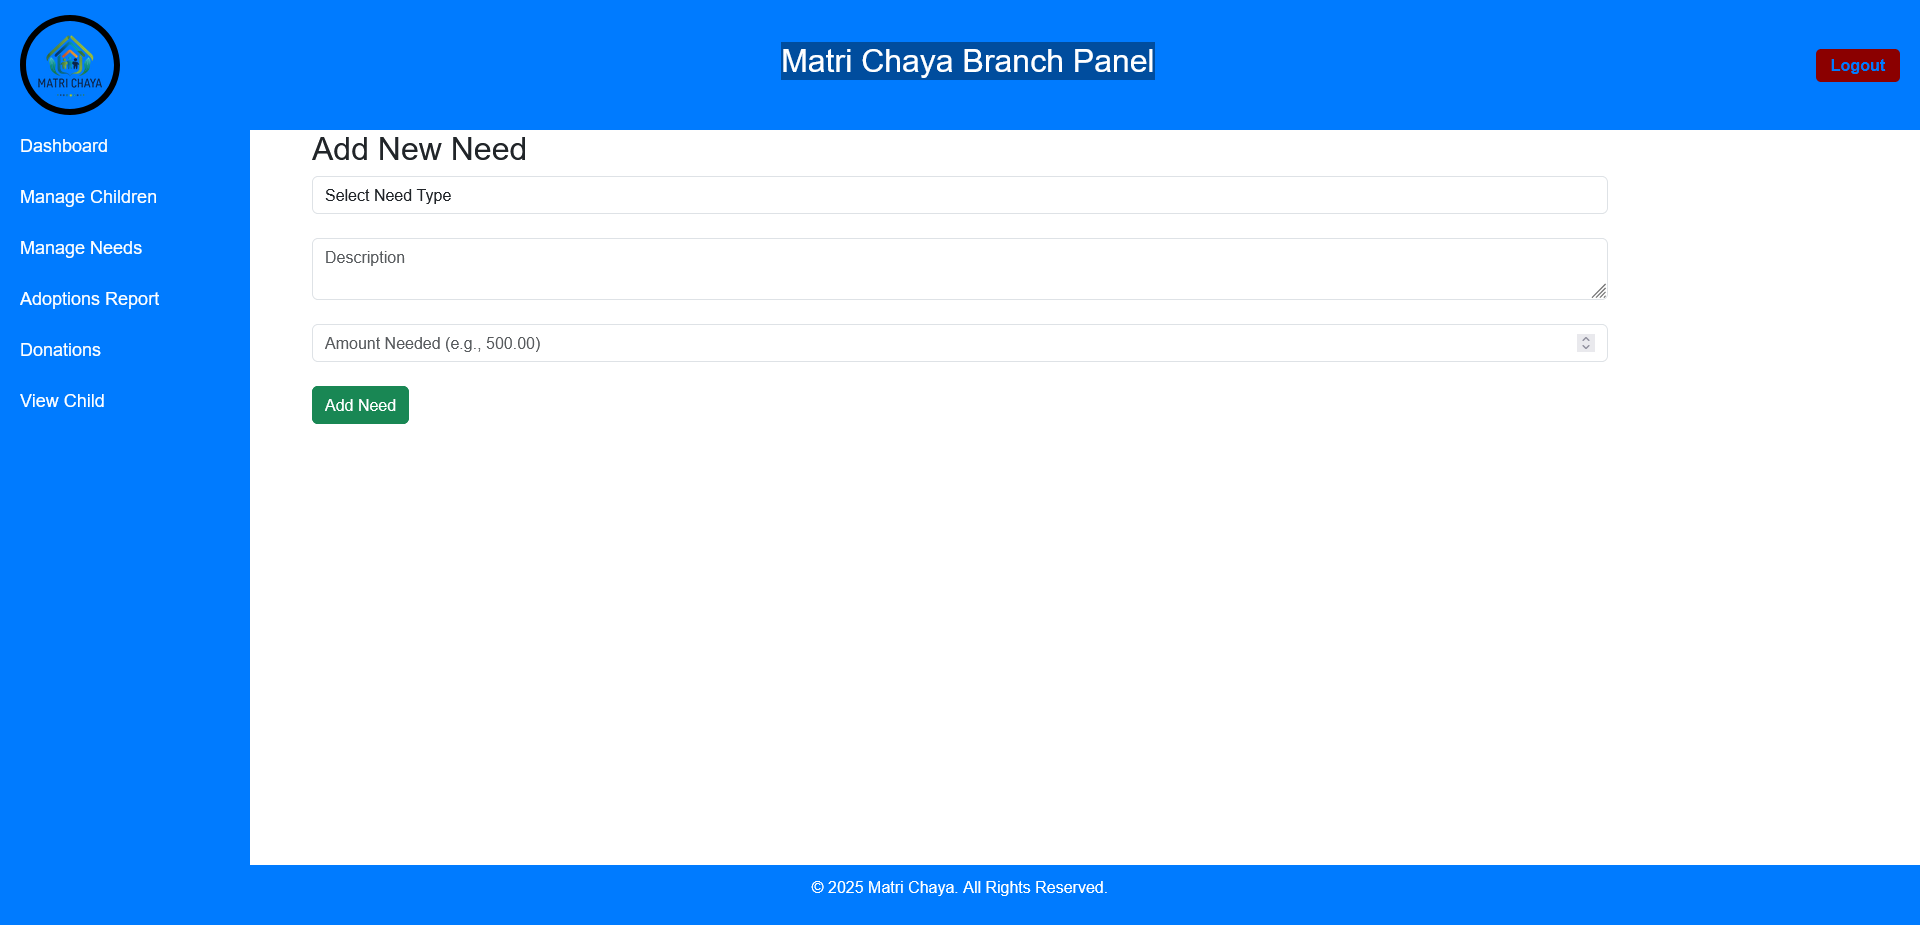 MATRI CHAYA
Matri Chaya Branch Panel
Logout
Dashboard
Manage Children
Manage Needs
Adoptions Report
Donations
View Child
Add New Need
Select Need Type
Description
Amount Needed (e.g., 500.00)
Add Need
© 2025 Matri Chaya. All Rights Reserved.